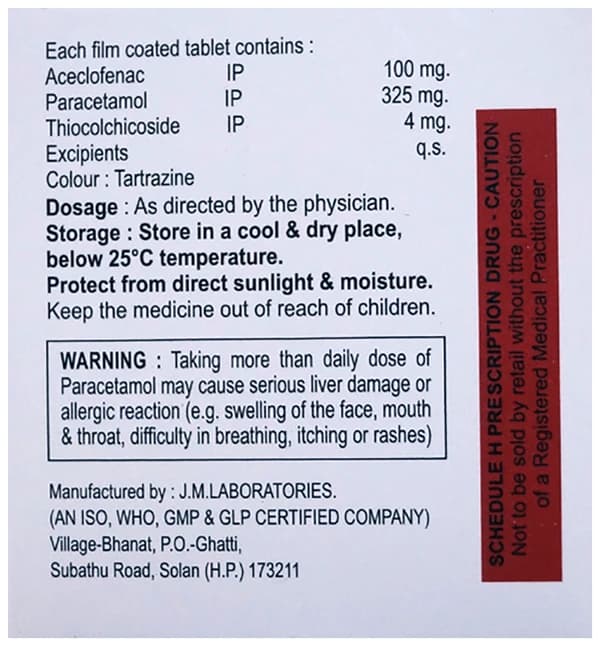 Each film coated tablet contains :
Aceclofenac IP 100 mg.
Paracetamol IP 325 mg.
Thiocolchicoside IP 4 mg.
Excipients q.s.
Colour : Tartrazine
Dosage : As directed by the physician.
Storage : Store in a cool & dry place,
below 25°C temperature.
Protect from direct sunlight & moisture.
Keep the medicine out of reach of children.
WARNING : Taking more than daily dose of
Paracetamol may cause serious liver damage or
allergic reaction (e.g. swelling of the face, mouth
& throat, difficulty in breathing, itching or rashes)
Manufactured by : J.M.LABORATORIES.
(AN ISO, WHO, GMP & GLP CERTIFIED COMPANY)
Village-Bhanat, P.O.-Ghatti,
Subathu Road, Solan (H.P.) 173211
SCHEDULE H PRESCRIPTION DRUG - CAUTION
Not to be sold by retail without the prescription
of a Registered Medical Practitioner